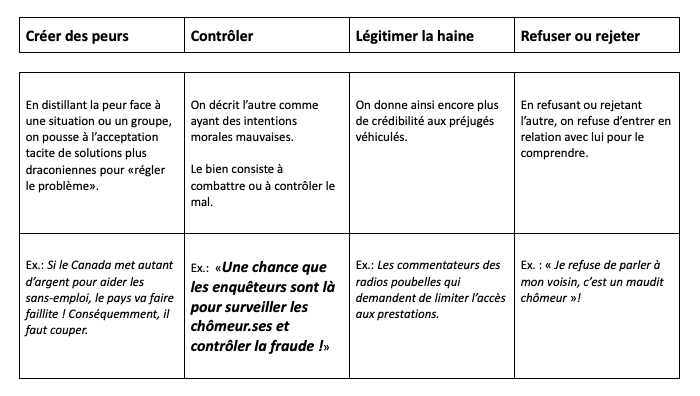 Créer des peurs
Contrôler
Légitimer la haine
Refuser ou rejeter
En distillant la peur face à
une situation ou un groupe,
on pousse à l’acceptation
tacite de solutions plus
draconiennes pour «régler
le problème».
On décrit l’autre comme
ayant des intentions
morales mauvaises.
Le bien consiste à
combattre ou à contrôler le
mal.
On donne ainsi encore plus
de crédibilité aux préjugés
véhiculés.
En refusant ou rejetant
l’autre, on refuse d’entrer en
relation avec lui pour le
comprendre.
Ex.: Si le Canada met autant
d’argent pour aider les
sans-emploi, le pays va faire
faillite ! Conséquemment, il
faut couper.
Ex.: «Une chance que
les enquêteurs sont là
pour surveiller les
chômeur.ses et
contrôler la fraude !»
Ex.: Les commentateurs des
radios poubelles qui
demandent de limiter l’accès
aux prestations.
Ex. : « Je refuse de parler à
mon voisin, c’est un maudit
chômeur »!